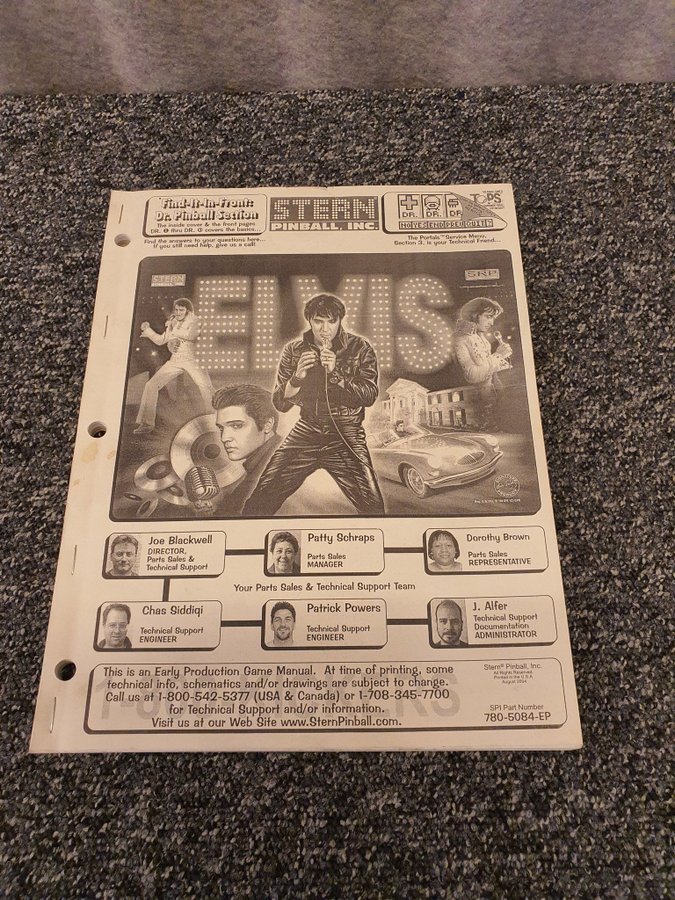 Find-It-In-Front:
Dr. Pinball Section
The inside cover & the front pages
DR. ① thru DR. ⑥ covers the basics...
Find the answers to your questions here...
If you still need help, give us a call!
STERN
PINBALL, INC.
DR.
DR.
DR.
The Portals™ Service Menu,
Section 3, is your Technical Friend...
TOPS
STERN
SRP
ELVIS
Joe Blackwell
DIRECTOR,
Parts Sales &
Technical Support
Patty Schraps
Parts Sales
MANAGER
Dorothy Brown
Parts Sales
REPRESENTATIVE
Your Parts Sales & Technical Support Team
Chas Siddiqi
Technical Support
ENGINEER
Patrick Powers
Technical Support
ENGINEER
J. Alfer
Technical Support
Documentation
ADMINISTRATOR
This is an Early Production Game Manual. At time of printing, some
technical info, schematics and/or drawings are subject to change.
Call us at 1-800-542-5377 (USA & Canada) or 1-708-345-7700
for Technical Support and/or information.
Visit us at our Web Site www.SternPinball.com.
Stern® Pinball, Inc.
All Rights Reserved.
Printed in the U.S.A.
August 2004
SPI Part Number
780-5084-EP